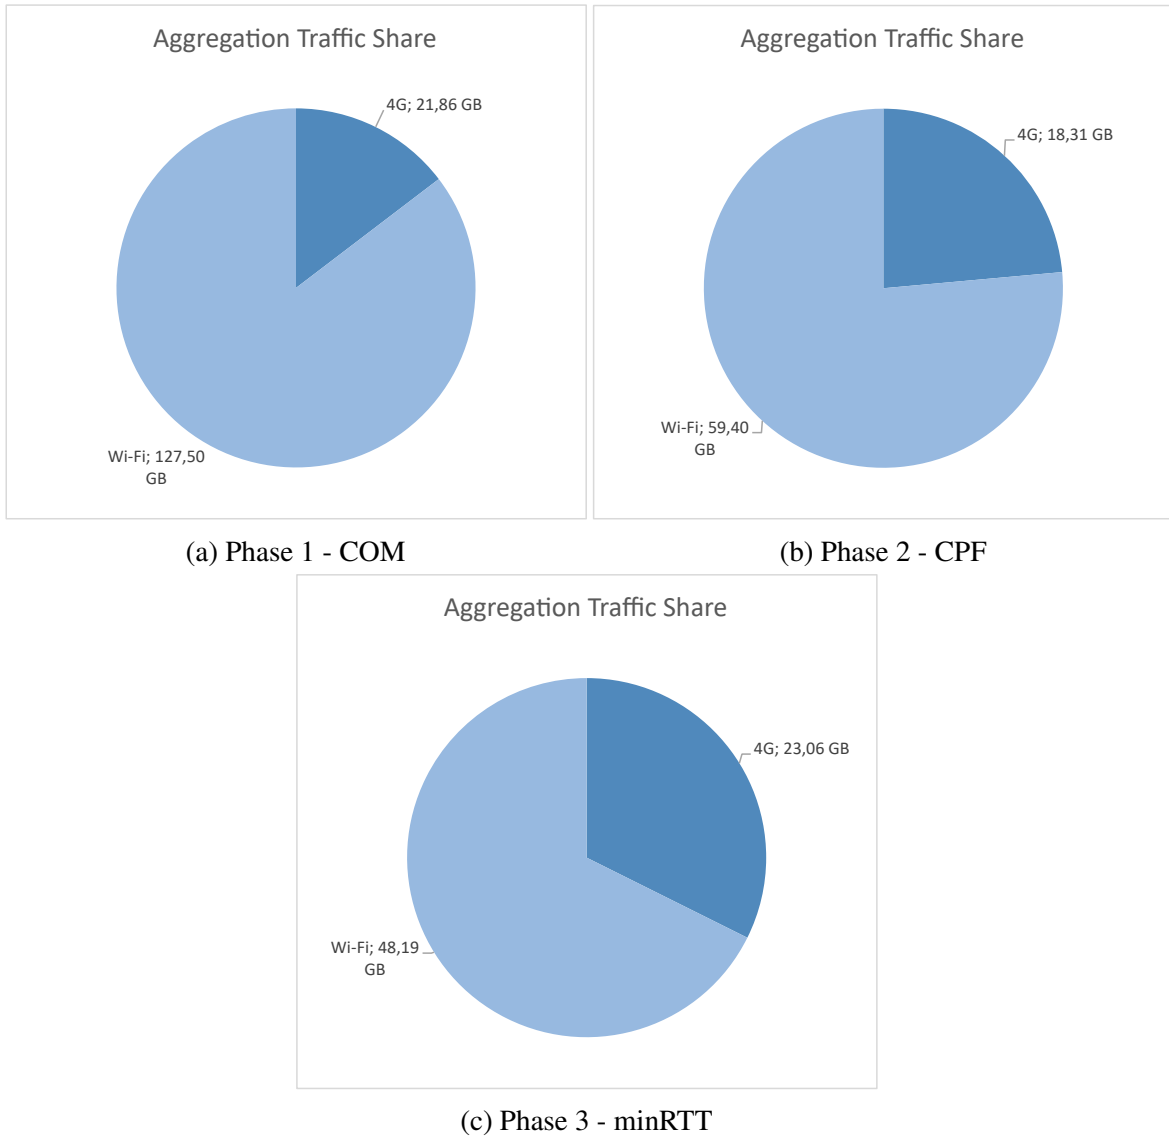 Aggregation Traffic Share
4G; 21,86 GB
Wi-Fi; 127,50
GB
(a) Phase 1 - COM
Aggregation Traffic Share
4G; 18,31 GB
Wi-Fi; 59,40
GB
(b) Phase 2 - CPF
Aggregation Traffic Share
4G; 23,06 GB
Wi-Fi; 48,19
GB
(c) Phase 3 - minRTT